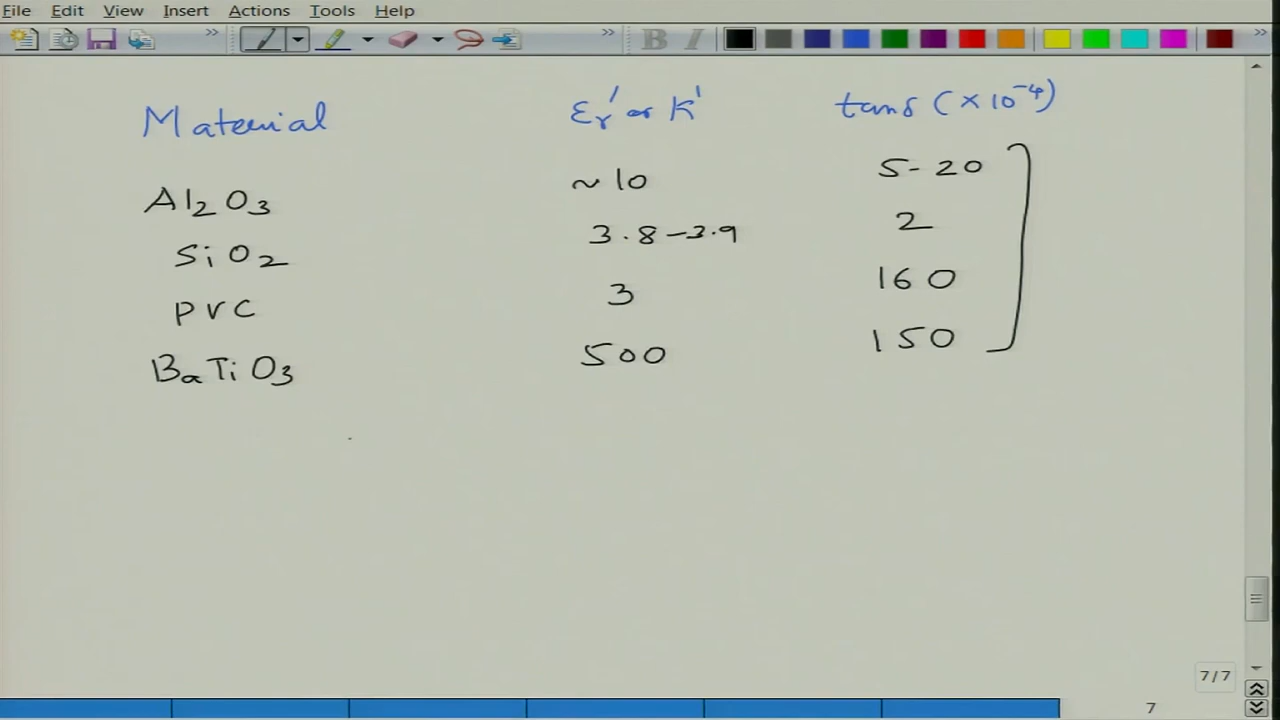 File Edit View Insert Actions Tools Help
B I
Material εr′ or K′ tanδ (×10⁻⁴)
Al₂O₃ ~10 5-20
SiO₂ 3.8-3.9 2
PVC 3 160
BaTiO₃ 500 150
7/7
7